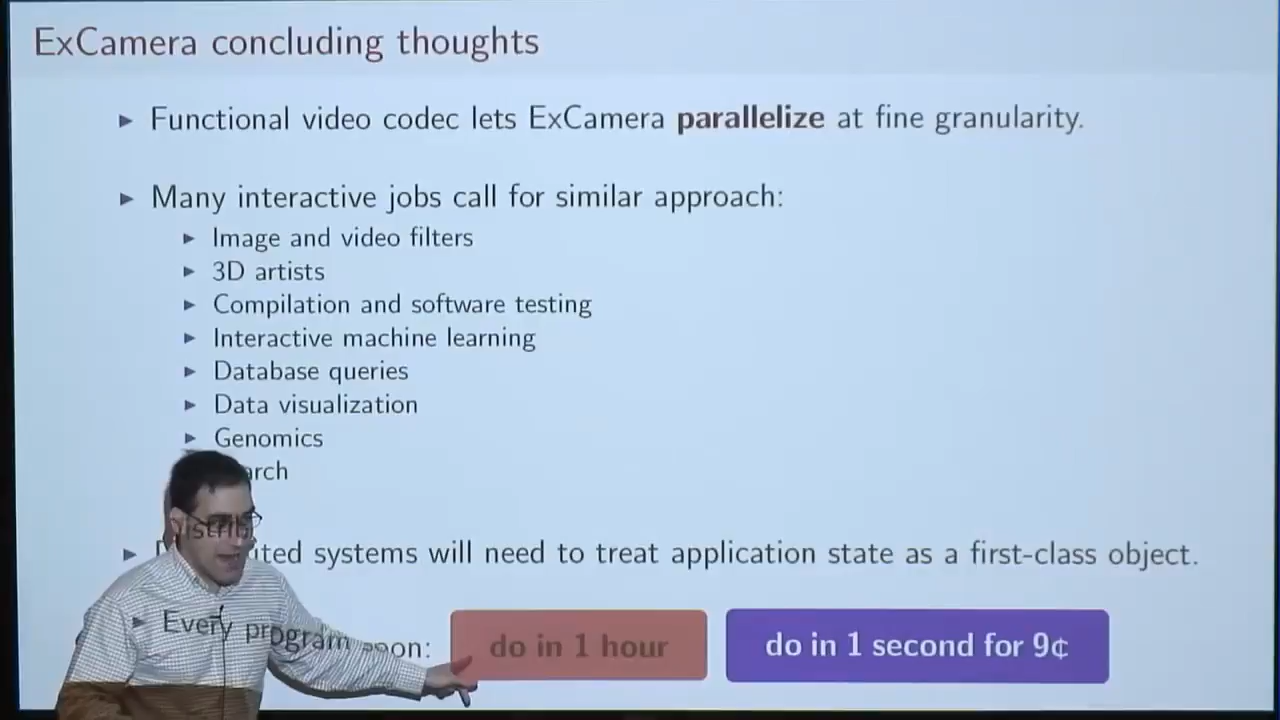 ExCamera concluding thoughts
Functional video codec lets ExCamera parallelize at fine granularity.
Many interactive jobs call for similar approach:
Image and video filters
3D artists
Compilation and software testing
Interactive machine learning
Database queries
Data visualization
Genomics
Distributed systems will need to treat application state as a first-class object.
Every program soon:
do in 1 hour
do in 1 second for 9¢